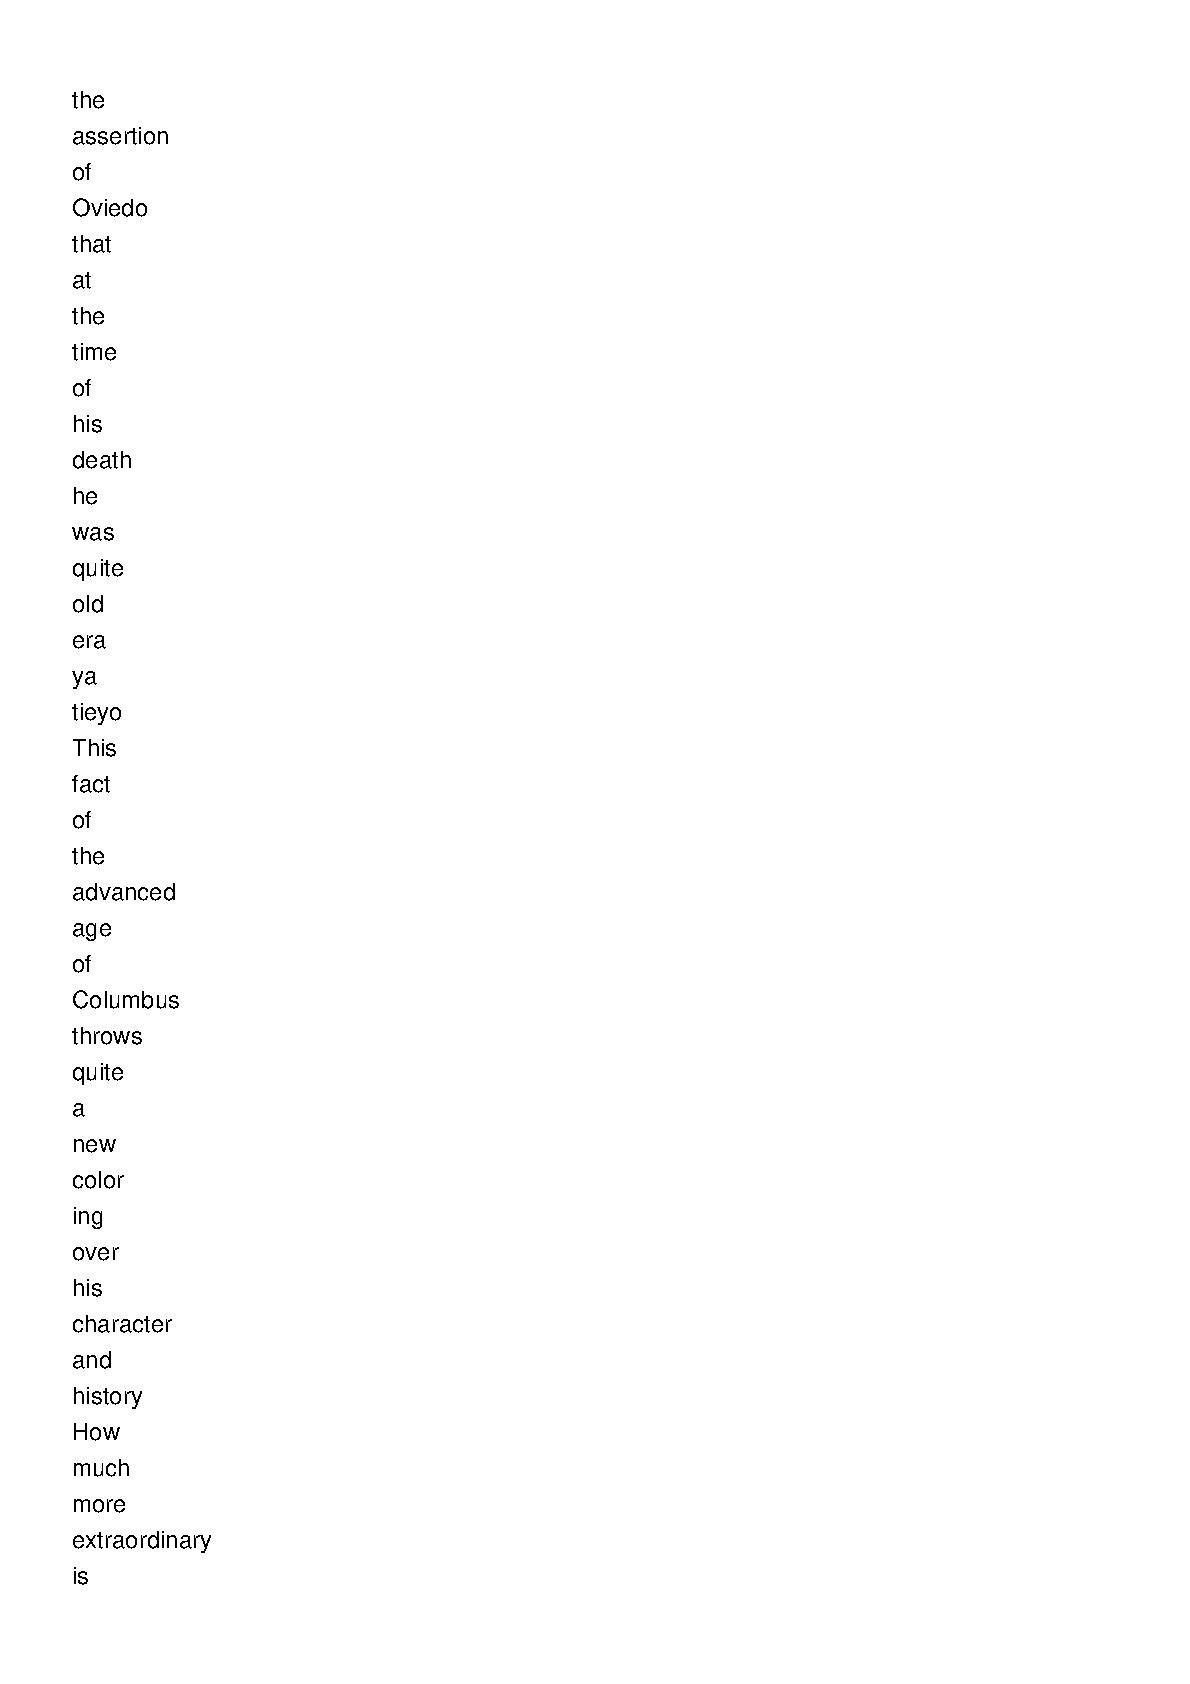 the
assertion
of
Oviedo
that
at
the
time
of
his
death
he
was
quite
old
era
ya
tieyo
This
fact
of
the
advanced
age
of
Columbus
throws
quite
a
new
color
ing
over
his
character
and
history
How
much
more
extraordinary
is